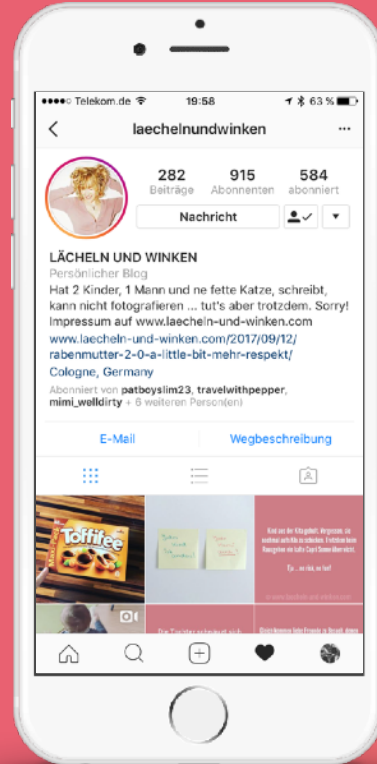 Telekom.de
19:58
63 %
laechelnundwinken
...
282
915
584
Beiträge
Abonnenten
abonniert
Nachricht
LÄCHELN UND WINKEN
Persönlicher Blog
Hat 2 Kinder, 1 Mann und ne fette Katze, schreibt,
kann nicht fotografieren ... tut's aber trotzdem. Sorry!
Impressum auf www.laecheln-und-winken.com
www.laecheln-und-winken.com/2017/09/12/
rabenmutter-2-0-a-little-bit-mehr-respekt/
Cologne, Germany
Abonniert von patboyslim23, travelwithpepper,
mimi_welldirty + 6 weiteren Person(en)
E-Mail
Wegbeschreibung
Toffifee